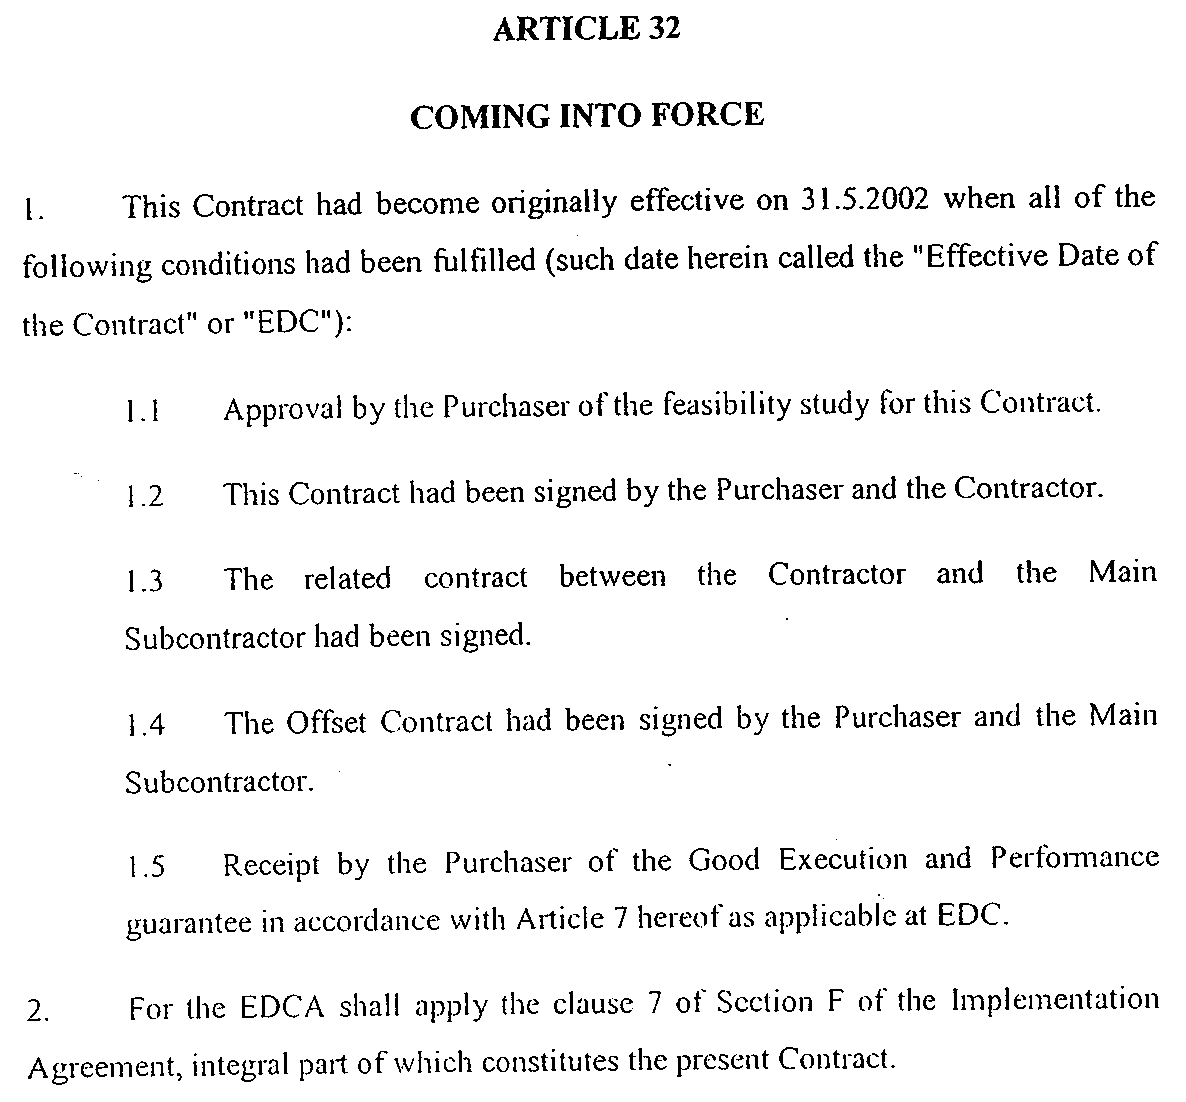 ARTICLE 32
COMING INTO FORCE
1. This Contract had become originally effective on 31.5.2002 when all of the
following conditions had been fulfilled (such date herein called the "Effective Date of
the Contract" or "EDC"):
1.1 Approval by the Purchaser of the feasibility study for this Contract.
1.2 This Contract had been signed by the Purchaser and the Contractor.
1.3 The related contract between the Contractor and the Main
Subcontractor had been signed.
1.4 The Offset Contract had been signed by the Purchaser and the Main
Subcontractor.
1.5 Receipt by the Purchaser of the Good Execution and Performance
guarantee in accordance with Article 7 hereof as applicable at EDC.
2. For the EDCA shall apply the clause 7 of Section F of the Implementation
Agreement, integral part of which constitutes the present Contract.